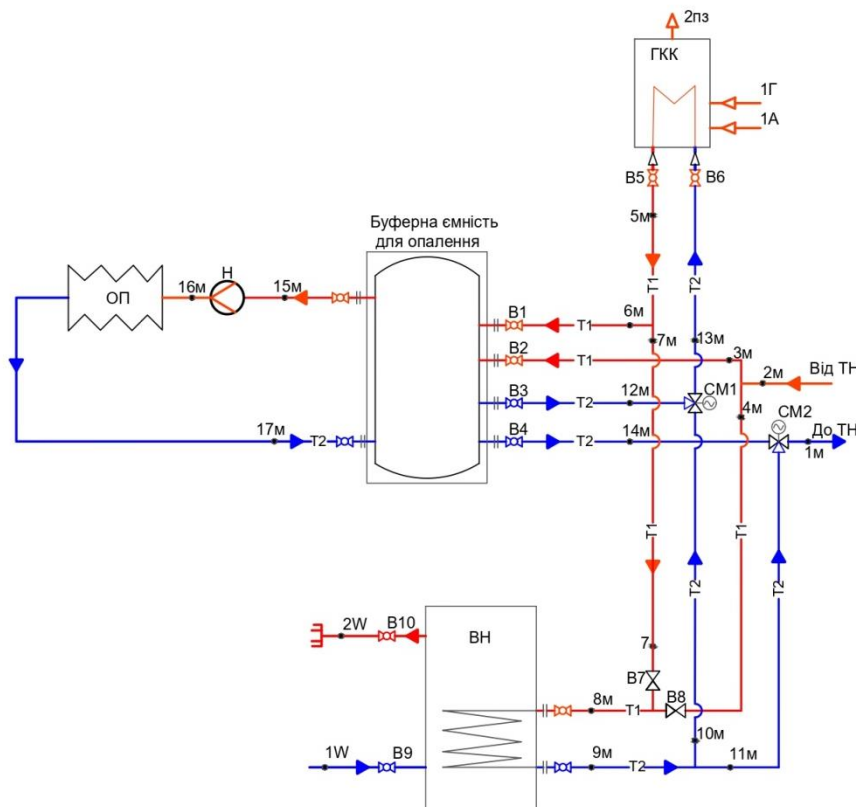 2пз
ГКК
1Г
1А
В5
В6
5м
Буферна ємність
для опалення
Т1
Т2
16м
Н
15м
ОП
В1
Т1
6м
7м
13м
В2
Т1
3м
2м
Від ТН
В3
Т2
12м
СМ1
4м
СМ2
17м
Т2
В4
Т2
14м
До ТН
1м
Т1
Т1
Т2
Т2
2W
В10
ВН
7
В7
8м
Т1
В8
10м
1W
В9
9м
Т2
11м